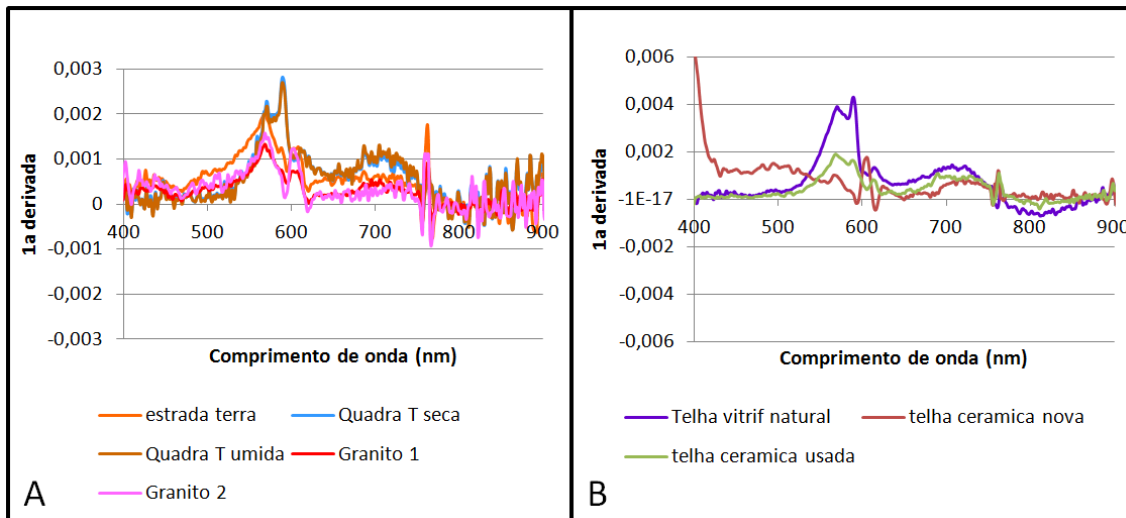 0,003
0,002
0,001
0
-0,001
-0,002
-0,003
1a derivada
400 500 600 700 800 900
Comprimento de onda (nm)
estrada terra Quadra T seca
Quadra T umida Granito 1
Granito 2
A
0,006
0,004
0,002
-1E-17
-0,002
-0,004
-0,006
1a derivada
400 500 600 700 800 900
Comprimento de onda (nm)
Telha vitrif natural telha ceramica nova
telha ceramica usada
B